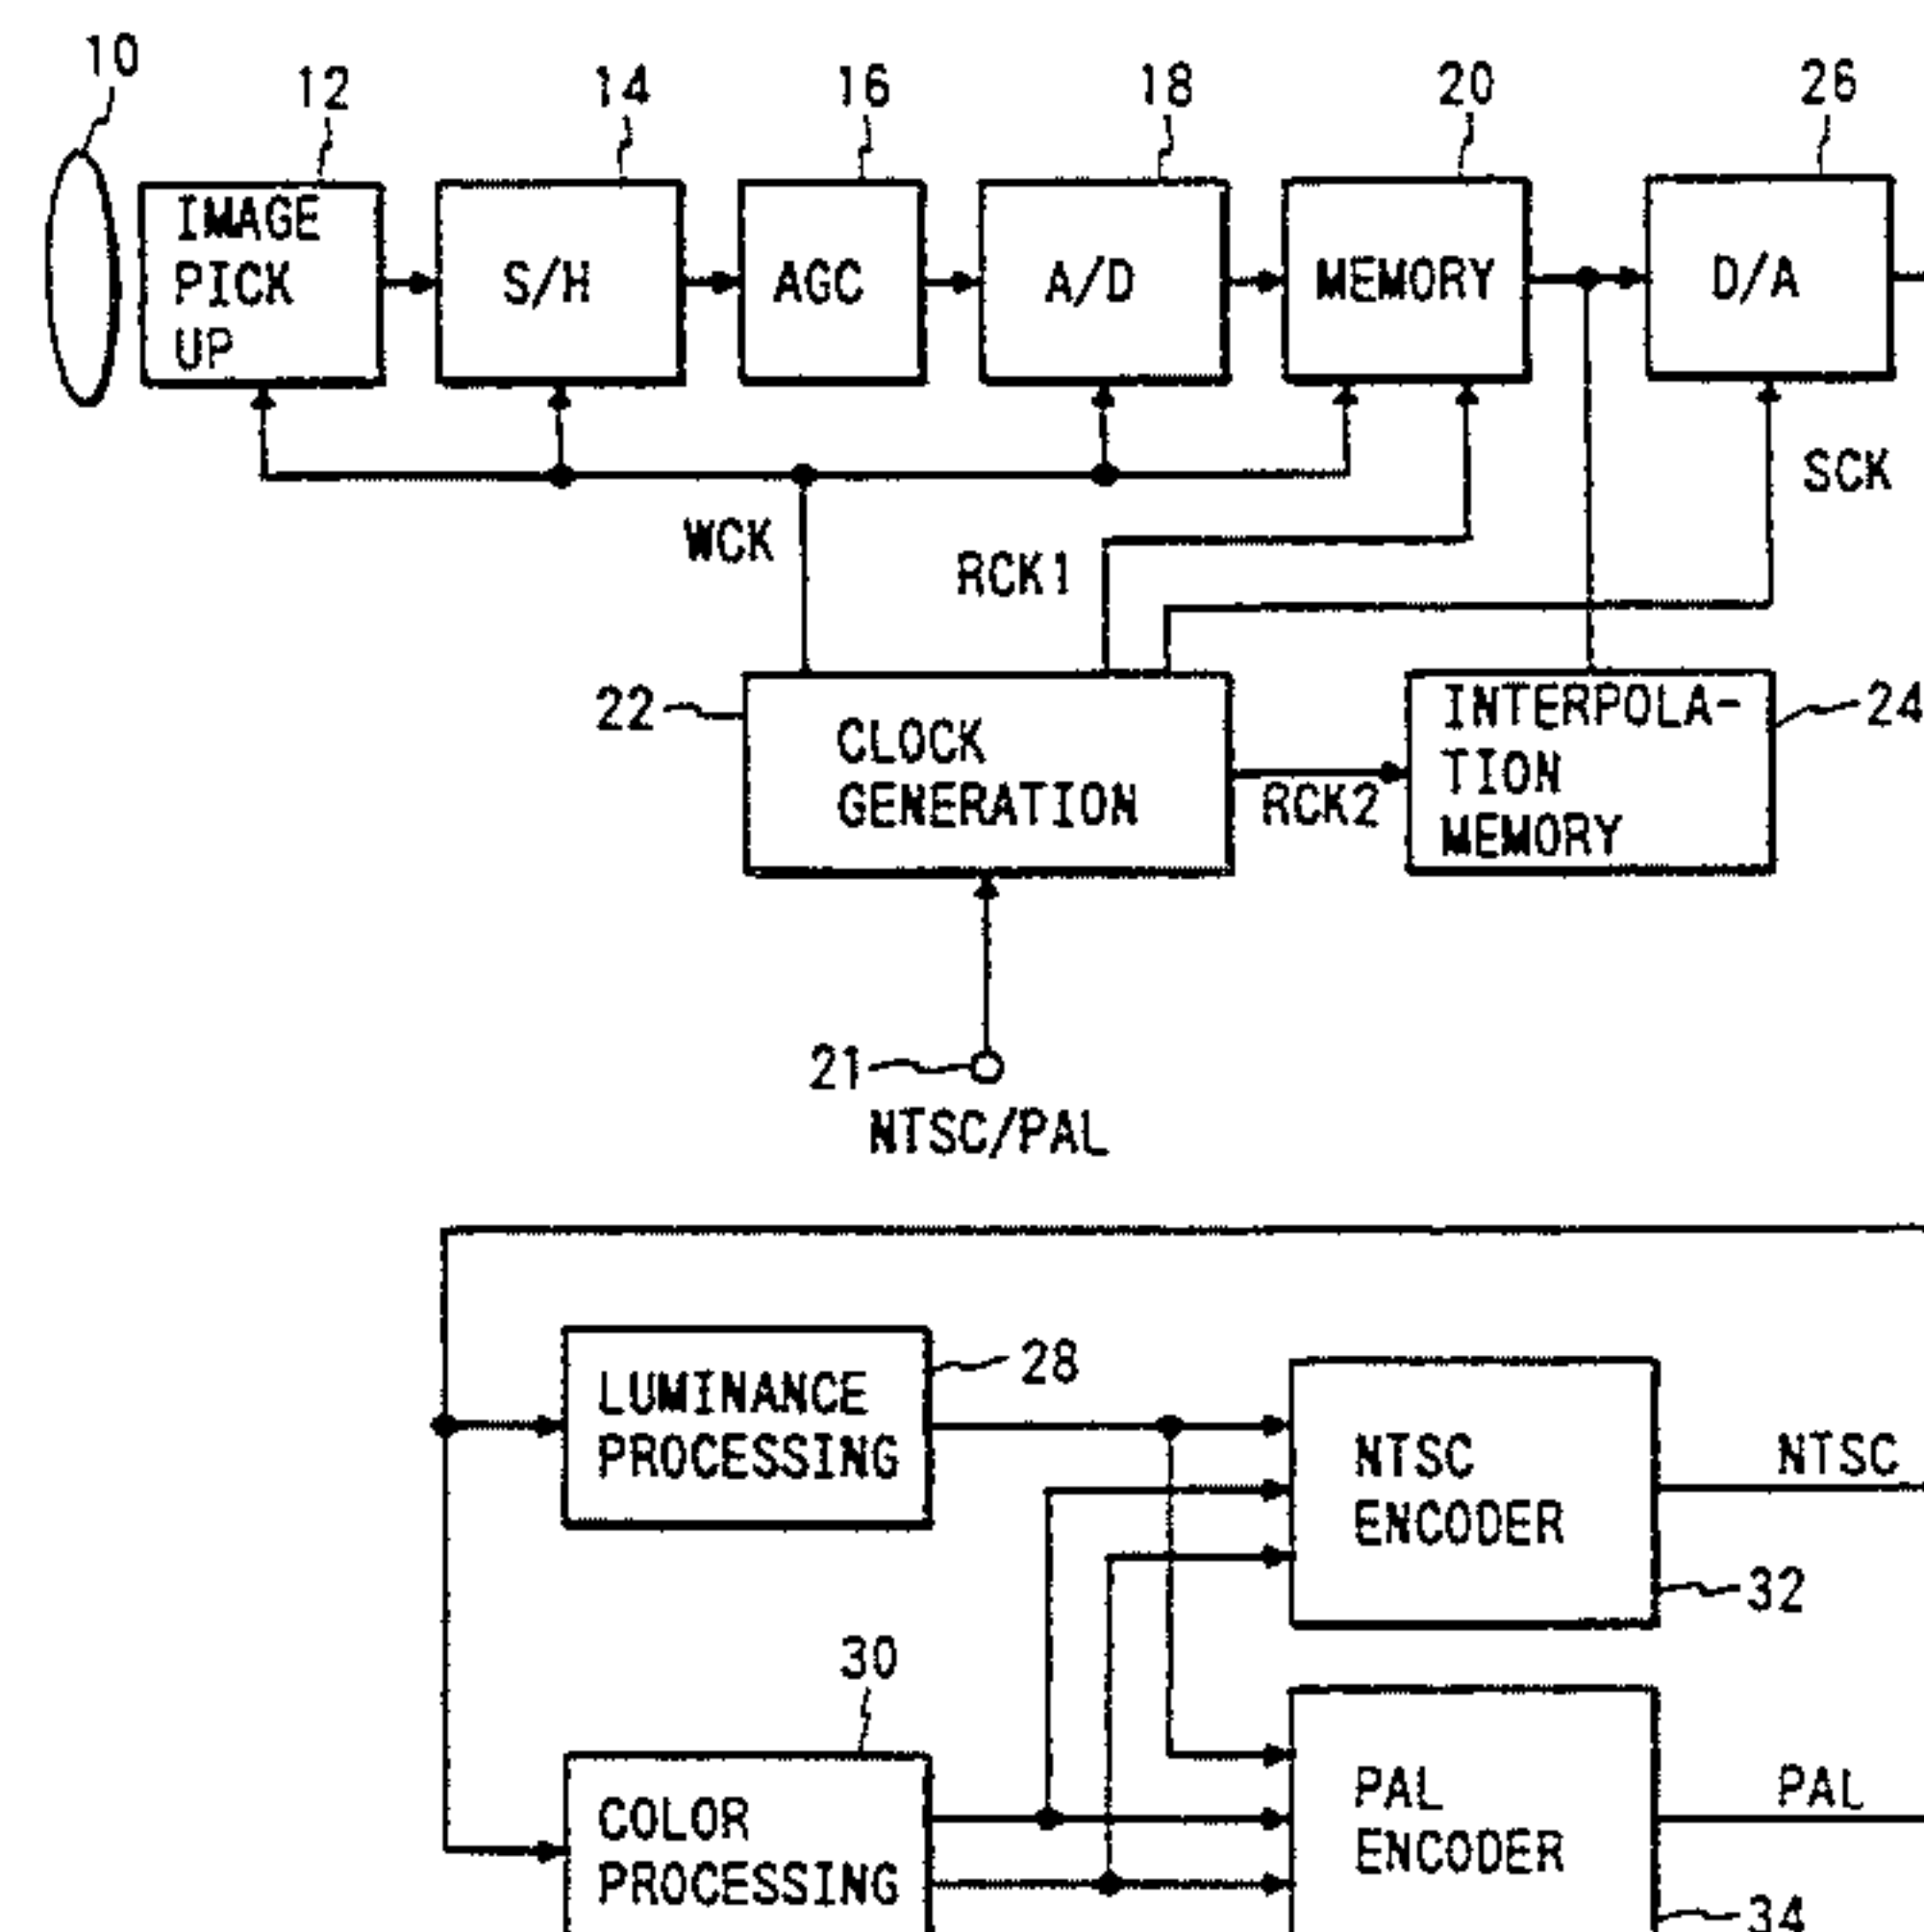 10
12
14
16
18
20
26
IMAGE
PICK
UP
S/H
AGC
A/D
MEMORY
D/A
SCK
WCK
RCK1
22
CLOCK
GENERATION
RCK2
INTERPOLA-
TION
MEMORY
24
21
NTSC/PAL
LUMINANCE
PROCESSING
28
NTSC
ENCODER
NTSC
32
30
COLOR
PROCESSING
PAL
ENCODER
PAL
34